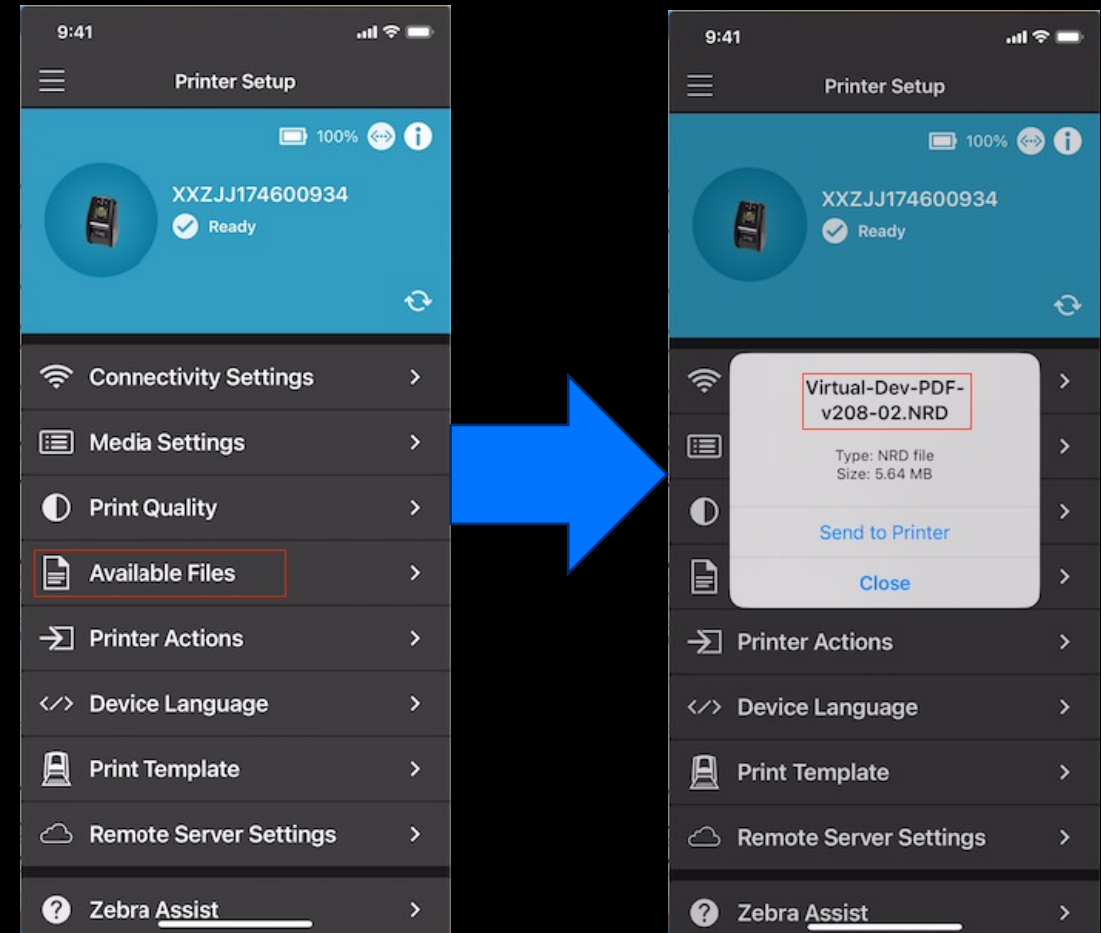 9:41
Printer Setup
100%
XXZJJ174600934
Ready
Connectivity Settings
Media Settings
Print Quality
Available Files
Printer Actions
Device Language
Print Template
Remote Server Settings
Zebra Assist
9:41
Printer Setup
100%
XXZJJ174600934
Ready
Virtual-Dev-PDF-
v208-02.NRD
Type: NRD file
Size: 5.64 MB
Send to Printer
Close
Printer Actions
Device Language
Print Template
Remote Server Settings
Zebra Assist